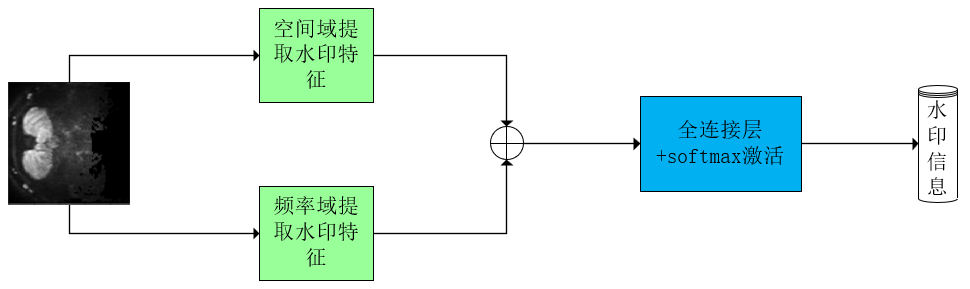 空间域提
取水印特
征
频率域提
取水印特
征
全连接层
+softmax激活
水
印
信
息